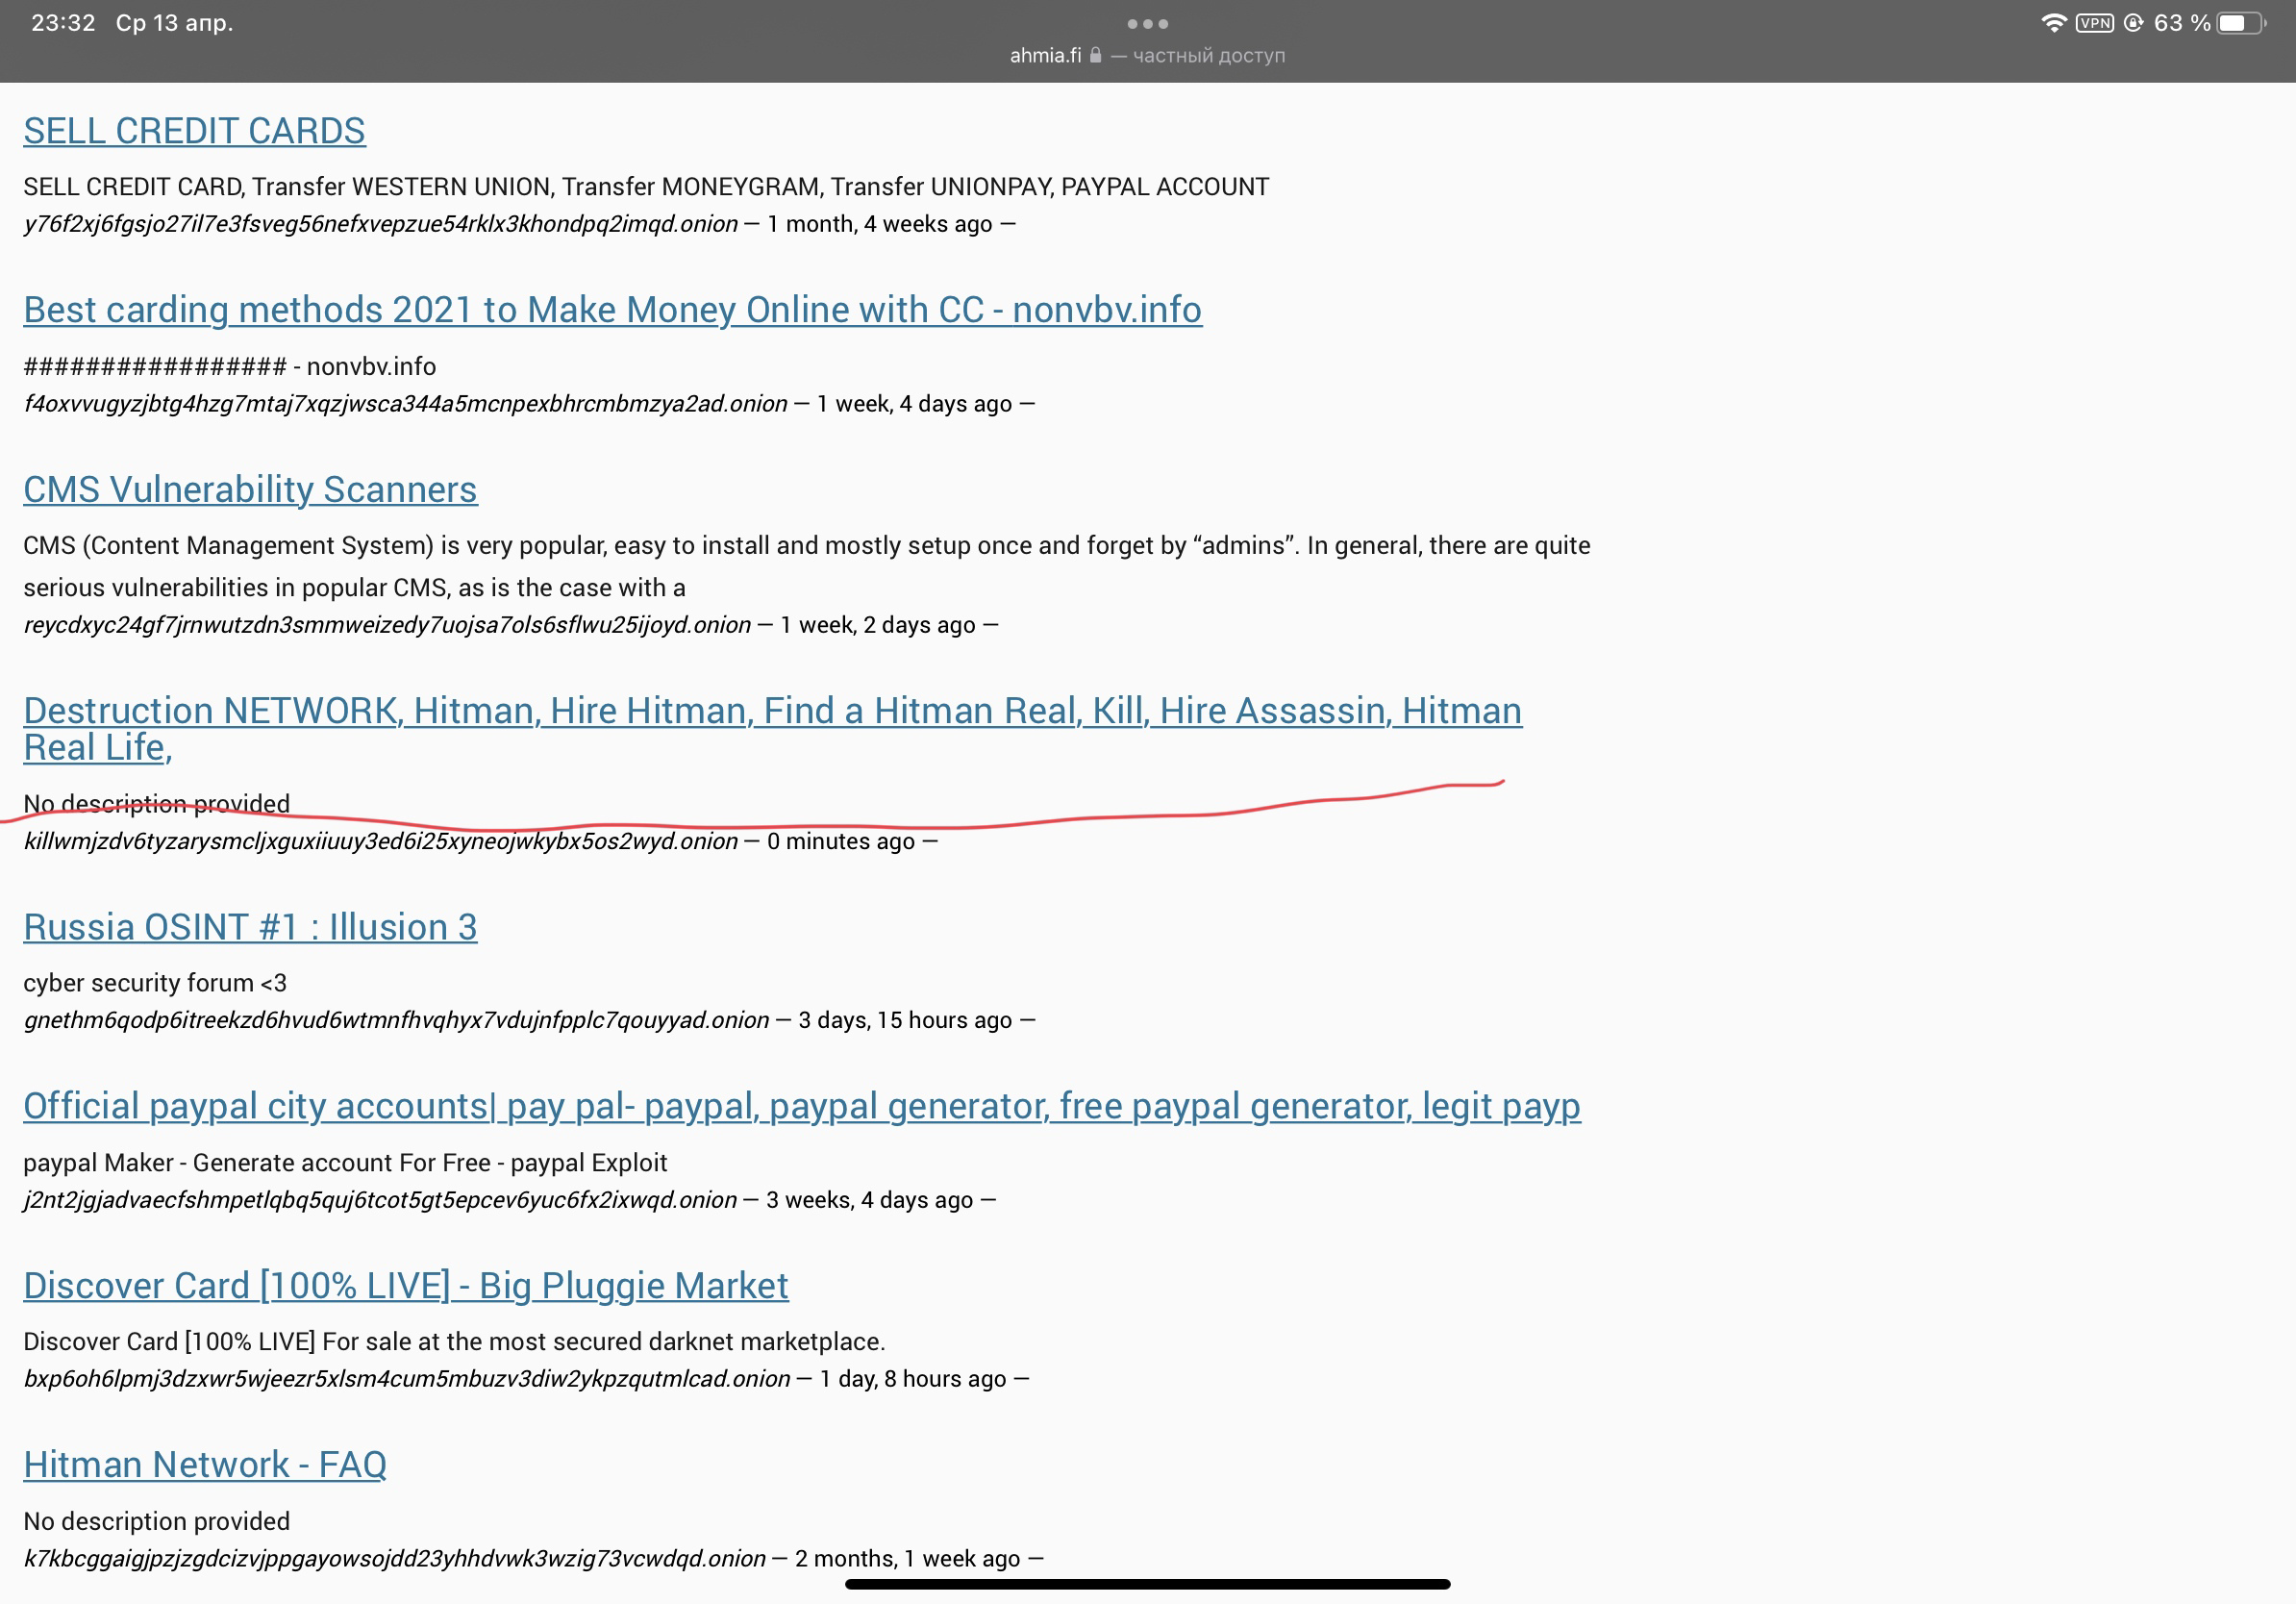 23:32 Ср 13 апр.
VPN 63 %
ahmia.fi — частный доступ
SELL CREDIT CARDS
SELL CREDIT CARD, Transfer WESTERN UNION, Transfer MONEYGRAM, Transfer UNIONPAY, PAYPAL ACCOUNT
y76f2xj6fgsjo27il7e3fsveg56nefxvepzue54rklx3khondpq2imqd.onion — 1 month, 4 weeks ago —
Best carding methods 2021 to Make Money Online with CC - nonvbv.info
################# - nonvbv.info
f4oxvvugyzjbtg4hzg7mtaj7xqzjwsca344a5mcnpexbhrcmbmzya2ad.onion — 1 week, 4 days ago —
CMS Vulnerability Scanners
CMS (Content Management System) is very popular, easy to install and mostly setup once and forget by “admins”. In general, there are quite
serious vulnerabilities in popular CMS, as is the case with a
reycdxyc24gf7jrnwutzdn3smmweizedy7uojsa7ols6sflwu25ijoyd.onion — 1 week, 2 days ago —
Destruction NETWORK, Hitman, Hire Hitman, Find a Hitman Real, Kill, Hire Assassin, Hitman
Real Life,
No description provided
killwmjzdv6tyzarysmcljxguxiiuuy3ed6i25xyneojwkybx5os2wyd.onion — 0 minutes ago —
Russia OSINT #1 : Illusion 3
cyber security forum <3
gnethm6qodp6itreekzd6hvud6wtmnfhvqhyx7vdujnfpplc7qouyyad.onion — 3 days, 15 hours ago —
Official paypal city accounts| pay pal- paypal, paypal generator, free paypal generator, legit payp
paypal Maker - Generate account For Free - paypal Exploit
j2nt2jgjadvaecfshmpetlqbq5quj6tcot5gt5epcev6yuc6fx2ixwqd.onion — 3 weeks, 4 days ago —
Discover Card [100% LIVE] - Big Pluggie Market
Discover Card [100% LIVE] For sale at the most secured darknet marketplace.
bxp6oh6lpmj3dzxwr5wjeezr5xlsm4cum5mbuzv3diw2ykpzqutmlcad.onion — 1 day, 8 hours ago —
Hitman Network - FAQ
No description provided
k7kbcggaigjpzjzgdcizvjppgayowsojdd23yhhdvwk3wzig73vcwdqd.onion — 2 months, 1 week ago —